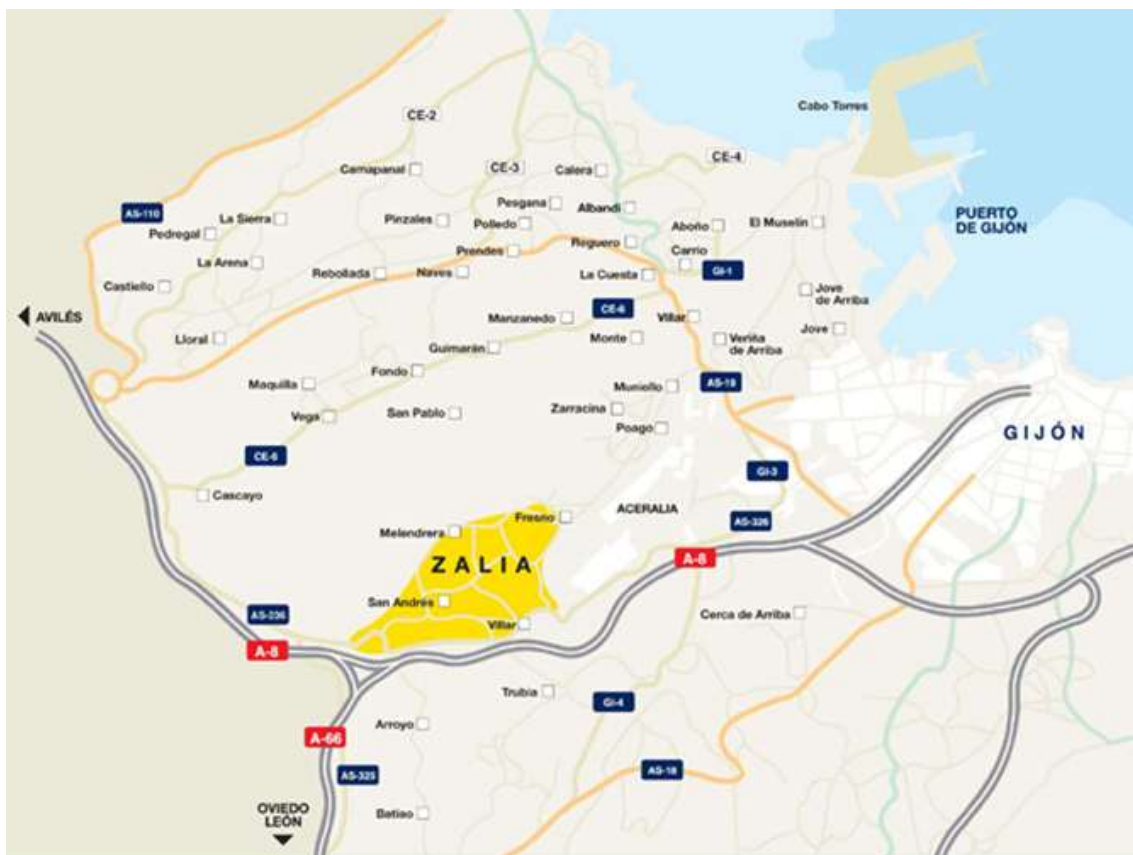 Cabo Torres
CE-2
CE-3
CE-4
Camapanal
Calera
Pesgana
Albandi
AS-110
La Sierra
Pinzales
Polledo
Aboño
El Muselín
PUERTO
DE GIJÓN
Pedregal
Reguero
Carrio
Prendes
La Arena
Rebollada
Naves
La Cuesta
GI-1
Castiello
Jove
de Arriba
AVILÉS
CE-6
Manzanedo
Villar
Lloral
Monte
Veriña
de Arriba
Jove
Guimarán
Fondo
Maquilla
Muniollo
AS-19
Vega
San Pablo
Zarracina
Poago
GIJÓN
CE-6
GI-3
Cascayo
Fresno
ACERALIA
AS-326
Melendrera
ZALIA
A-8
San Andrés
AS-236
Villar
Cerca de Arriba
A-8
Trubia
GI-4
Arroyo
A-66
AS-325
AS-18
OVIEDO
LEÓN
Batiao